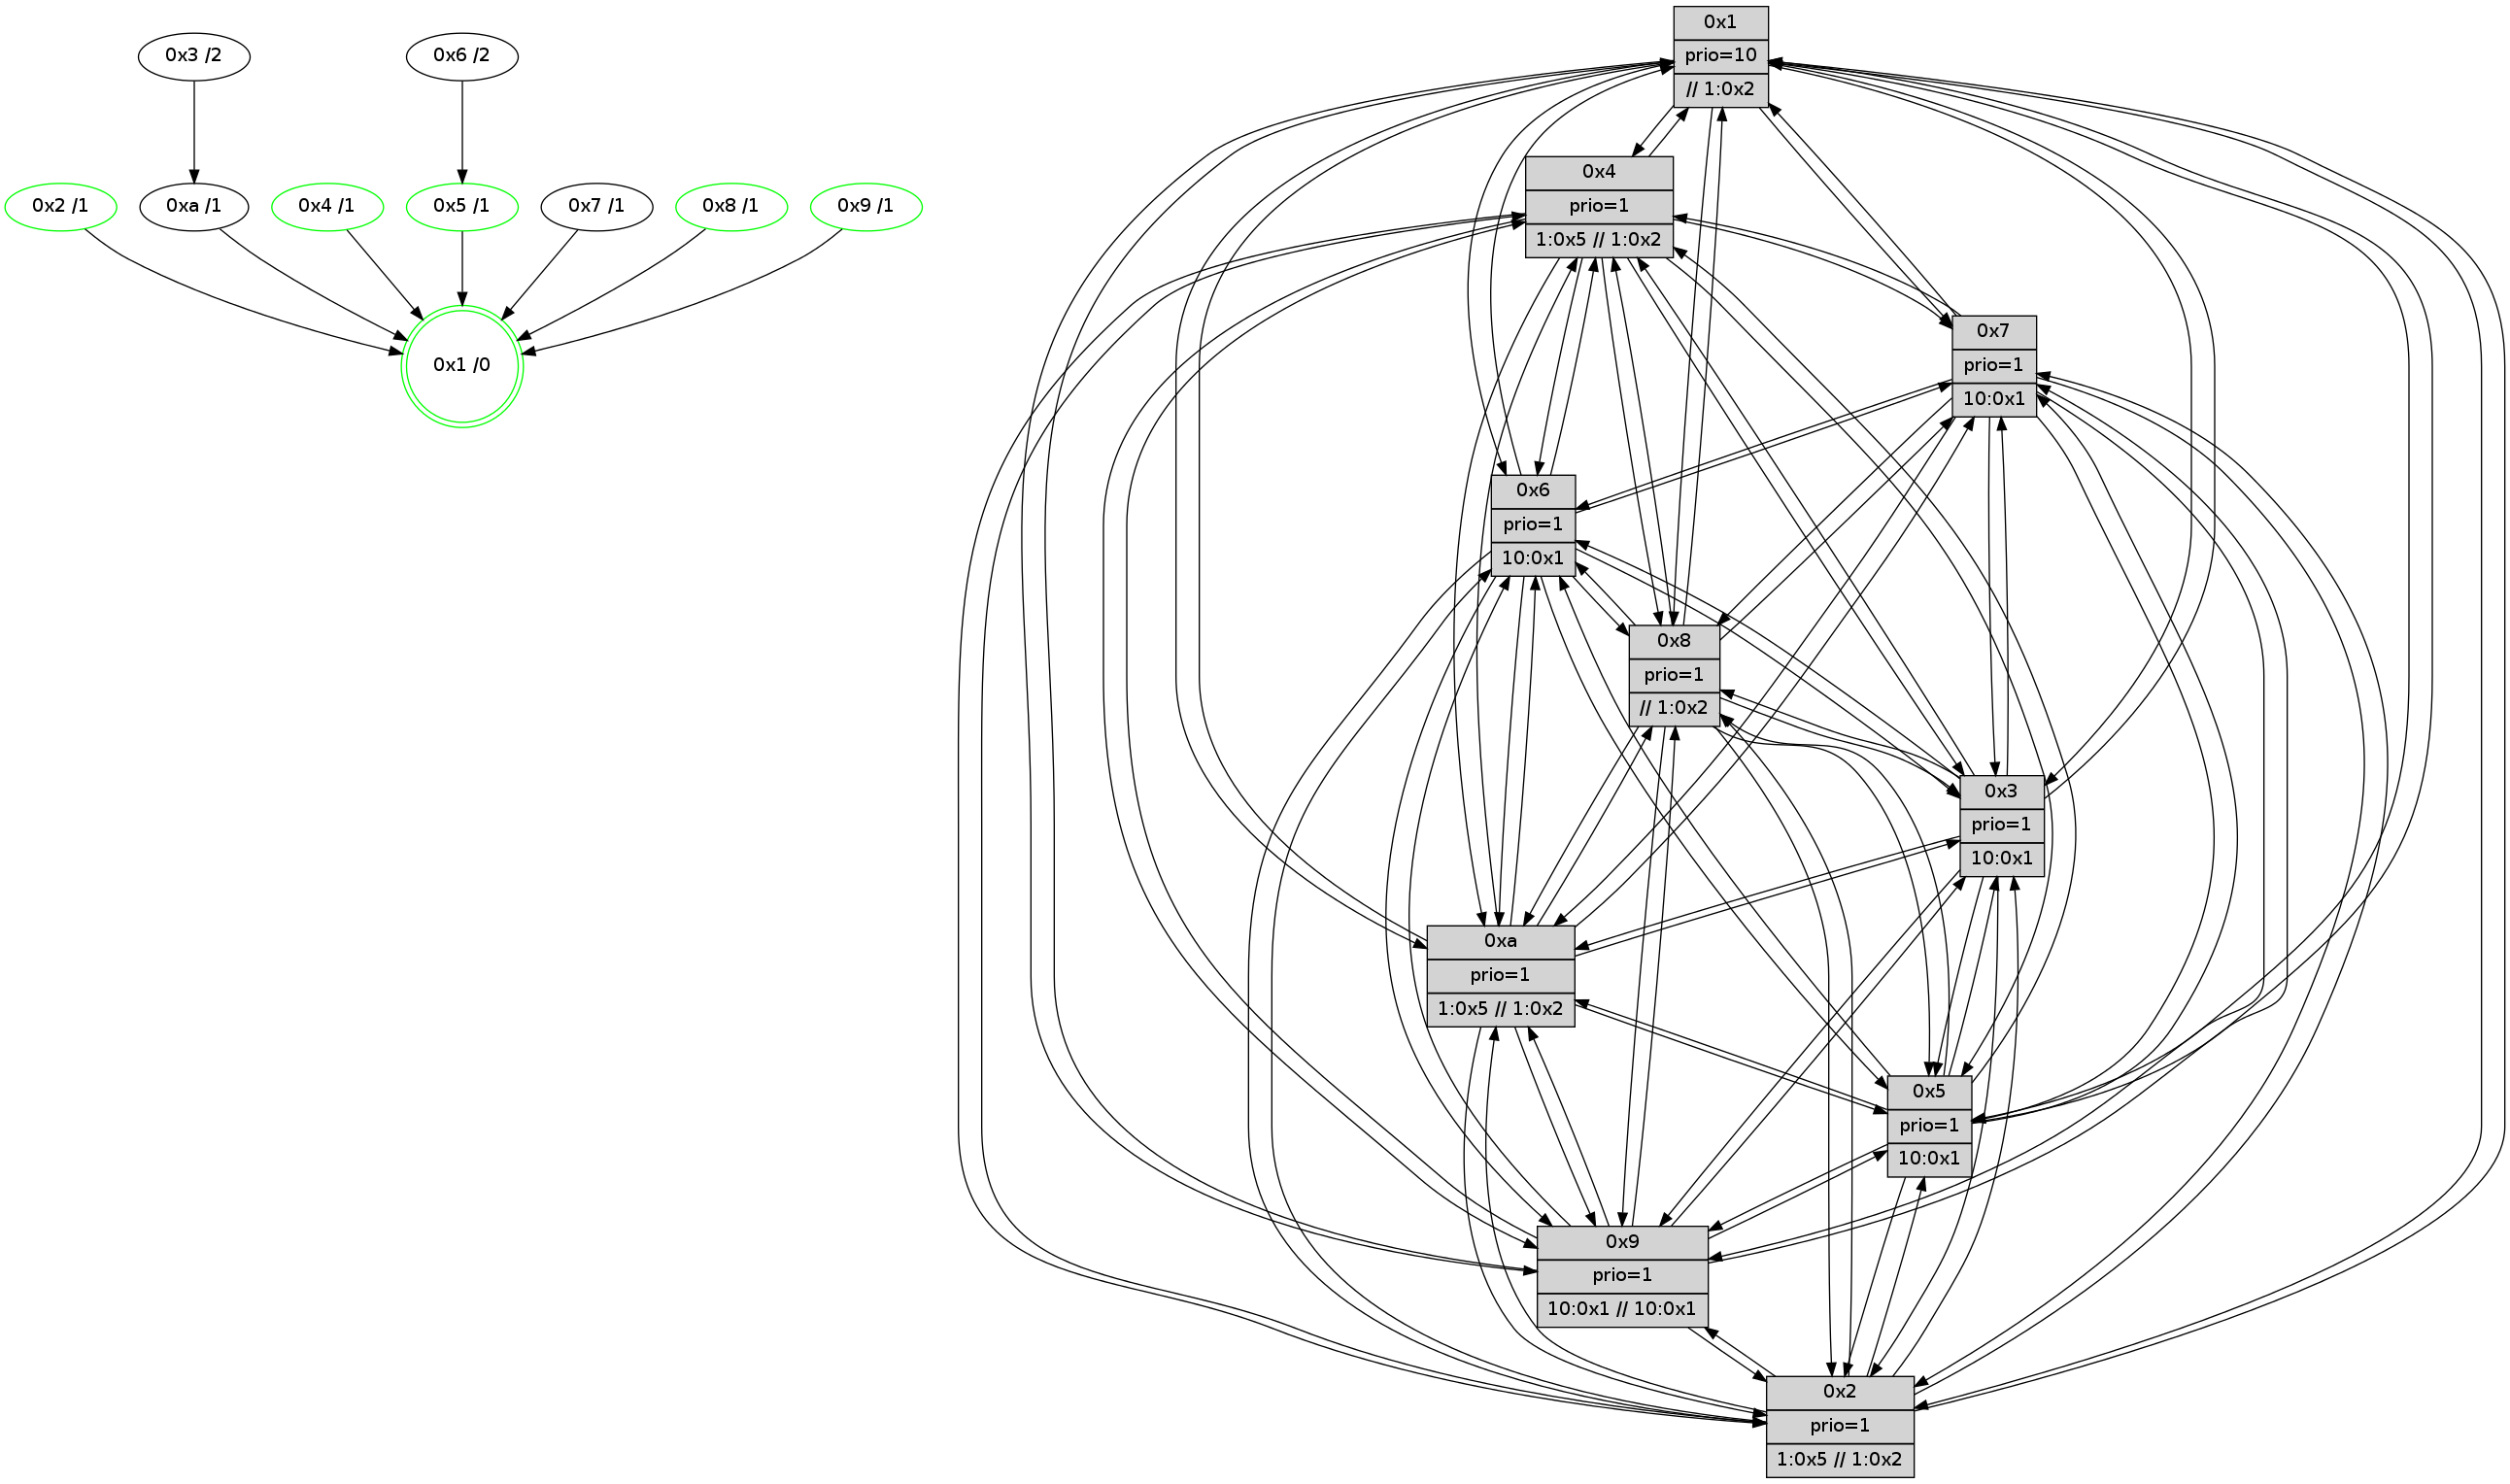 0x3 /2
0x6 /2
0x2 /1
0xa /1
0x4 /1
0x5 /1
0x7 /1
0x8 /1
0x9 /1
0x1 /0
0x1
prio=10
// 1:0x2
0x4
prio=1
1:0x5 // 1:0x2
0x7
prio=1
10:0x1
0x6
prio=1
10:0x1
0x8
prio=1
// 1:0x2
0x3
prio=1
10:0x1
0xa
prio=1
1:0x5 // 1:0x2
0x5
prio=1
10:0x1
0x9
prio=1
10:0x1 // 10:0x1
0x2
prio=1
1:0x5 // 1:0x2